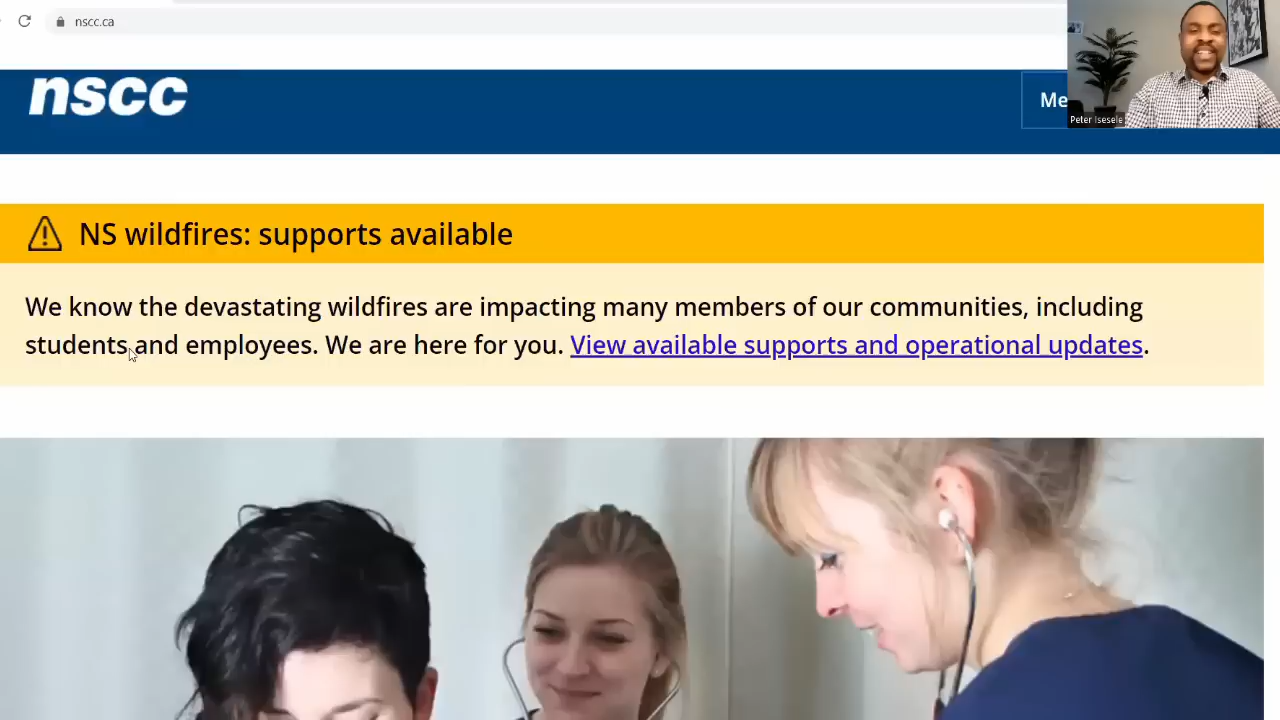 nscc.ca
nscc
Me
Peter Isesele
NS wildfires: supports available
We know the devastating wildfires are impacting many members of our communities, including
students and employees. We are here for you. View available supports and operational updates.